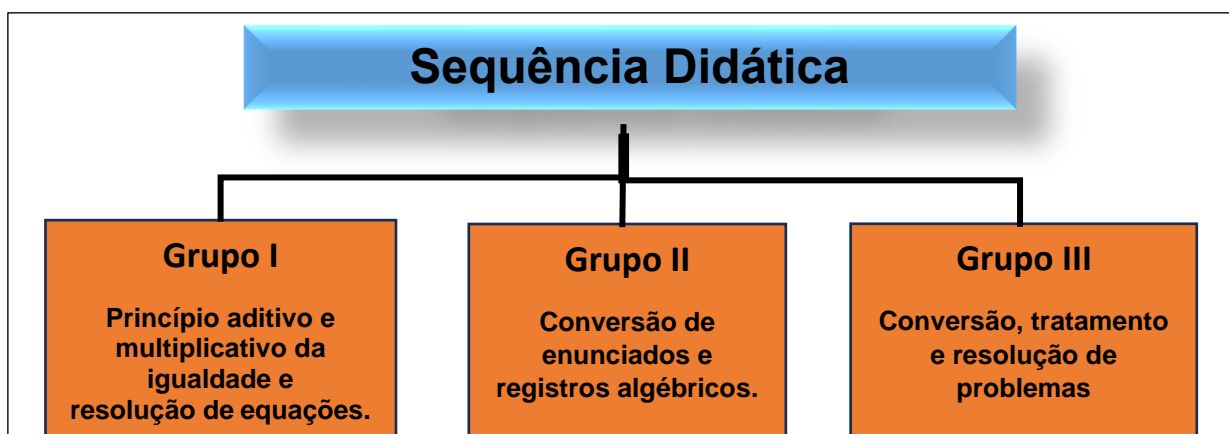 Sequência Didática
Grupo I
Princípio aditivo e
multiplicativo da
igualdade e
resolução de equações.
Grupo II
Conversão de
enunciados e
registros algébricos.
Grupo III
Conversão, tratamento
e resolução de
problemas